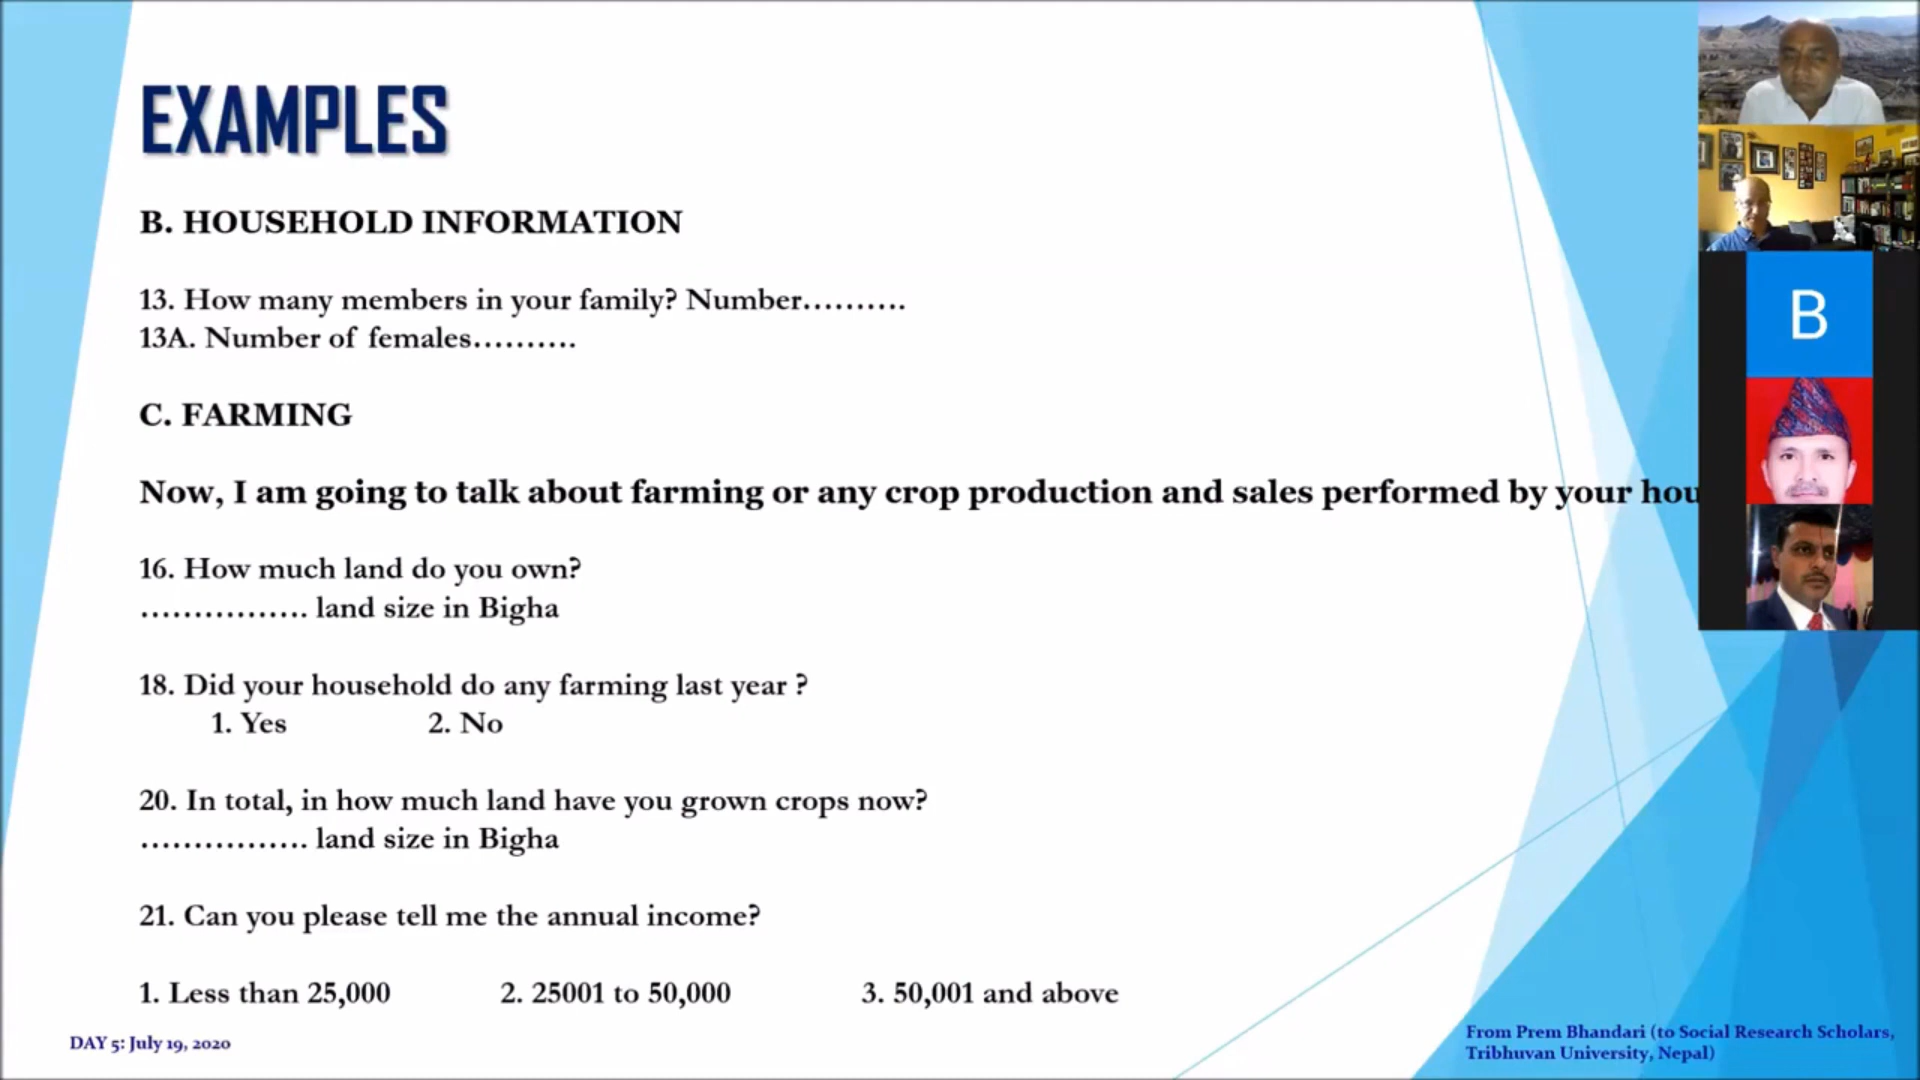 EXAMPLES
B. HOUSEHOLD INFORMATION
13. How many members in your family? Number..........
13A. Number of females..........
C. FARMING
Now, I am going to talk about farming or any crop production and sales performed by your hou
16. How much land do you own?
................ land size in Bigha
18. Did your household do any farming last year ?
1. Yes 2. No
20. In total, in how much land have you grown crops now?
................ land size in Bigha
21. Can you please tell me the annual income?
1. Less than 25,000 2. 25001 to 50,000 3. 50,001 and above
DAY 5: July 19, 2020
From Prem Bhandari (to Social Research Scholars,
Tribhuvan University, Nepal)
B